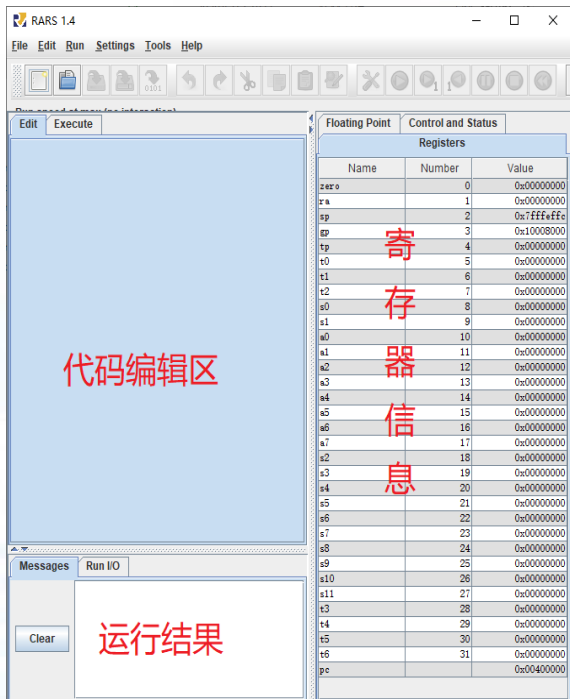 RARS 1.4
File Edit Run Settings Tools Help
Run speed at max (no interaction)
Edit Execute
代码编辑区
Messages Run I/O
Clear
运行结果
Floating Point Control and Status
Registers
Name Number Value
zero 0 0x00000000
ra 1 0x00000000
sp 2 0x7fffeffc
gp 3 0x10008000
tp 4 0x00000000
t0 5 0x00000000
t1 6 0x00000000
t2 7 0x00000000
s0 8 0x00000000
s1 9 0x00000000
a0 10 0x00000000
a1 11 0x00000000
a2 12 0x00000000
a3 13 0x00000000
a4 14 0x00000000
a5 15 0x00000000
a6 16 0x00000000
a7 17 0x00000000
s2 18 0x00000000
s3 19 0x00000000
s4 20 0x00000000
s5 21 0x00000000
s6 22 0x00000000
s7 23 0x00000000
s8 24 0x00000000
s9 25 0x00000000
s10 26 0x00000000
s11 27 0x00000000
t3 28 0x00000000
t4 29 0x00000000
t5 30 0x00000000
t6 31 0x00000000
pc 0x00400000
寄
存
器
信
息